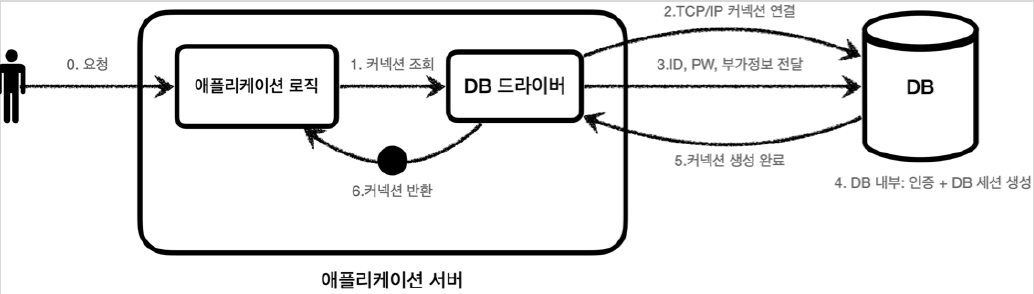 2.TCP/IP 커넥션 연결
0. 요청
1. 커넥션 조회
3.ID, PW, 부가정보 전달
애플리케이션 로직
DB 드라이버
DB
5.커넥션 생성 완료
6.커넥션 반환
4. DB 내부: 인증 + DB 세션 생성
애플리케이션 서버